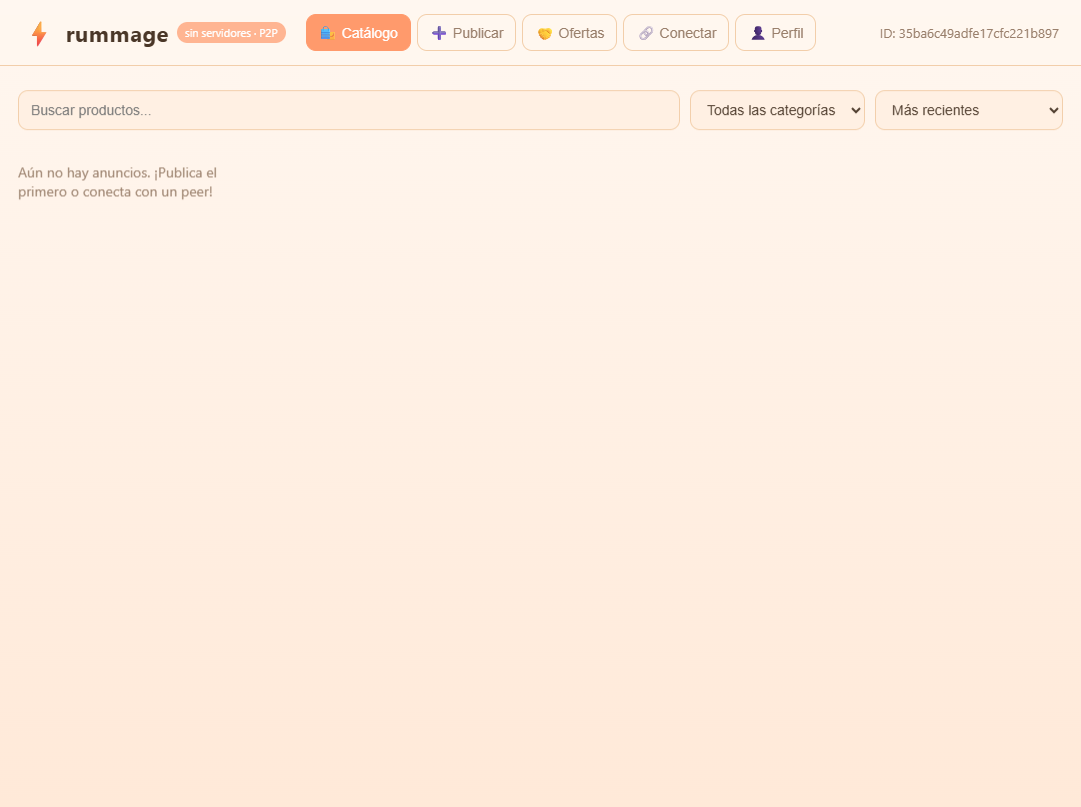 rummage sin servidores · P2P Catálogo Publicar Ofertas Conectar Perfil ID: 35ba6c49adfe17cfc221b897
Buscar productos... Todas las categorías Más recientes
Aún no hay anuncios. ¡Publica el
primero o conecta con un peer!